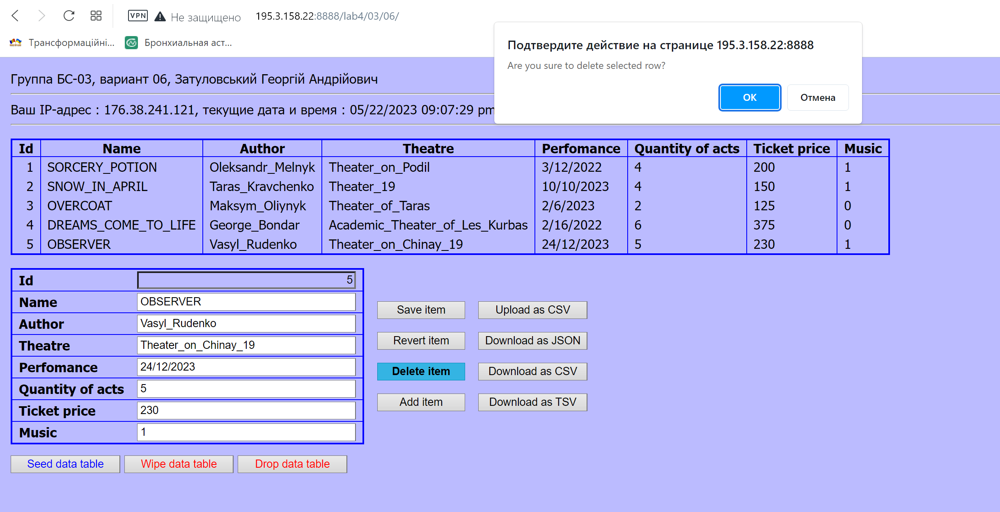 VPN Не защищено 195.3.158.22:8888/lab4/03/06/
Трансформаційні... Бронхиальная аст...
Подтвердите действие на странице 195.3.158.22:8888
Are you sure to delete selected row?
OK Отмена
Группа БС-03, вариант 06, Затуловський Георгій Андрійович
Ваш IP-адрес : 176.38.241.121, текущие дата и время : 05/22/2023 09:07:29 pm
Id Name Author Theatre Perfomance Quantity of acts Ticket price Music
1 SORCERY_POTION Oleksandr_Melnyk Theater_on_Podil 3/12/2022 4 200 1
2 SNOW_IN_APRIL Taras_Kravchenko Theater_19 10/10/2023 4 150 1
3 OVERCOAT Maksym_Oliynyk Theater_of_Taras 2/6/2023 2 125 0
4 DREAMS_COME_TO_LIFE George_Bondar Academic_Theater_of_Les_Kurbas 2/16/2022 6 375 0
5 OBSERVER Vasyl_Rudenko Theater_on_Chinay_19 24/12/2023 5 230 1
Id 5
Name OBSERVER
Author Vasyl_Rudenko
Theatre Theater_on_Chinay_19
Perfomance 24/12/2023
Quantity of acts 5
Ticket price 230
Music 1
Save item Upload as CSV
Revert item Download as JSON
Delete item Download as CSV
Add item Download as TSV
Seed data table Wipe data table Drop data table